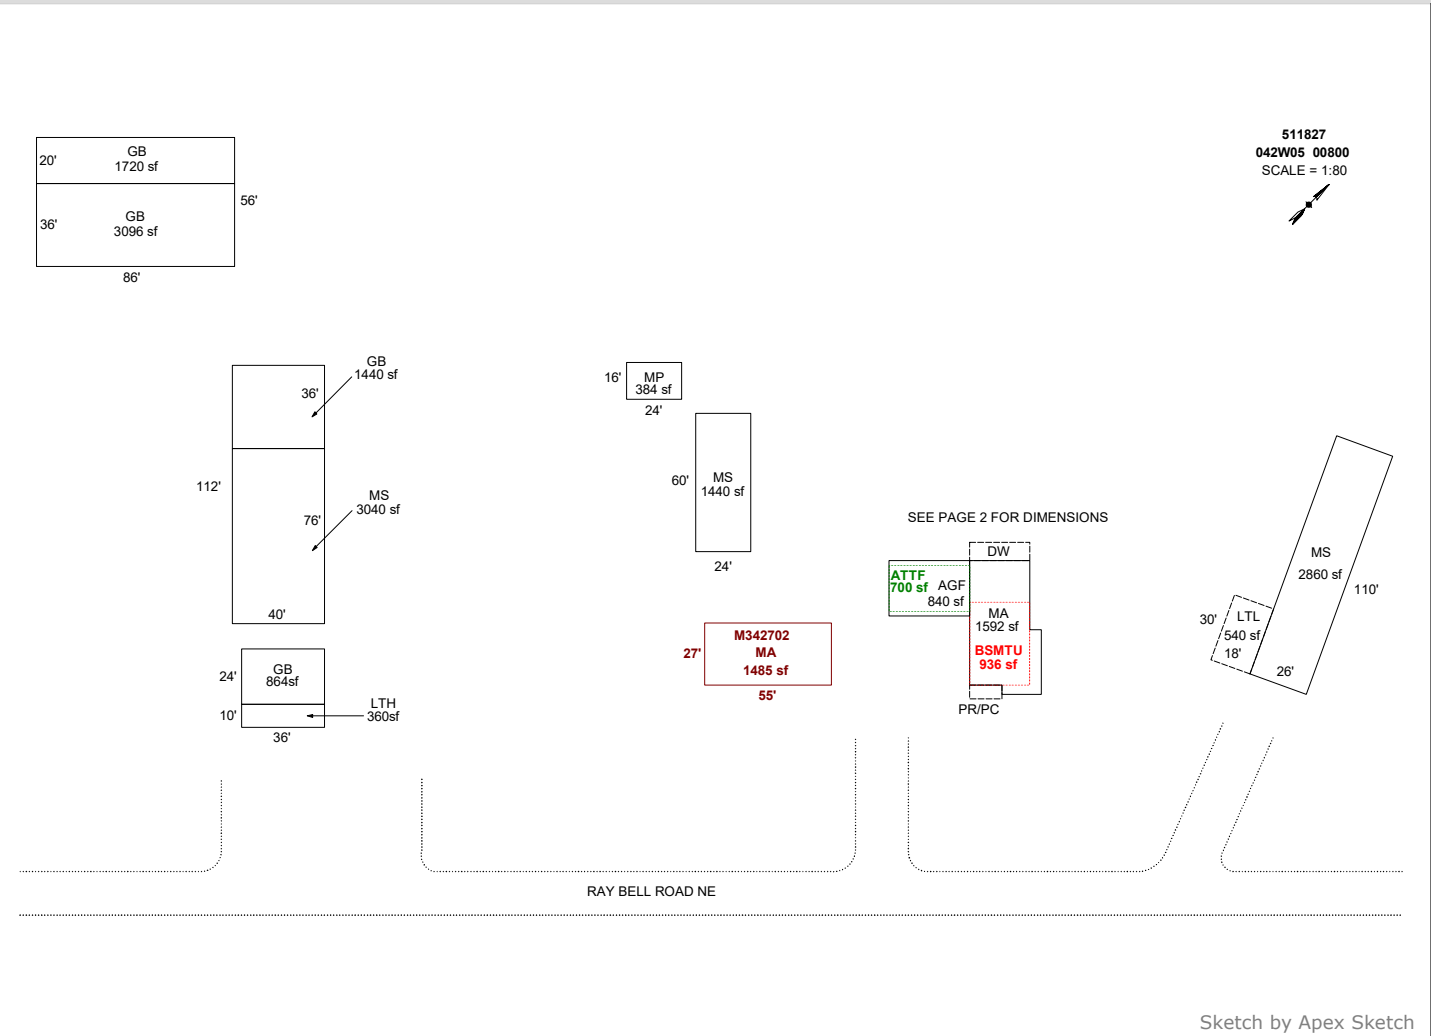 511827
042W05 00800
SCALE = 1:80
20'
GB
1720 sf
56'
36'
GB
3096 sf
86'
GB
1440 sf
36'
112'
MS
3040 sf
76'
40'
24'
GB
864sf
10'
LTH
360sf
36'
16'
MP
384 sf
24'
60'
MS
1440 sf
24'
27'
M342702
MA
1485 sf
55'
SEE PAGE 2 FOR DIMENSIONS
DW
ATTF
700 sf
AGF
840 sf
MA
1592 sf
BSMTU
936 sf
PR/PC
MS
2860 sf
110'
30'
LTL
540 sf
18'
26'
RAY BELL ROAD NE
Sketch by Apex Sketch